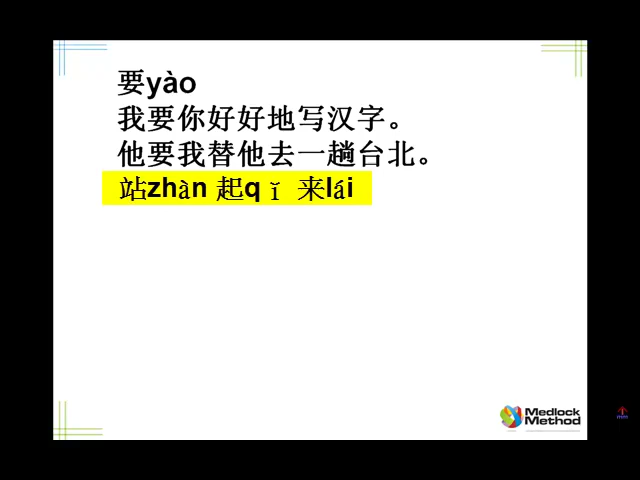 要yào
我要你好好地写汉字。
他要我替他去一趟台北。
站zhàn 起qǐ 来lái
Medlock
Method